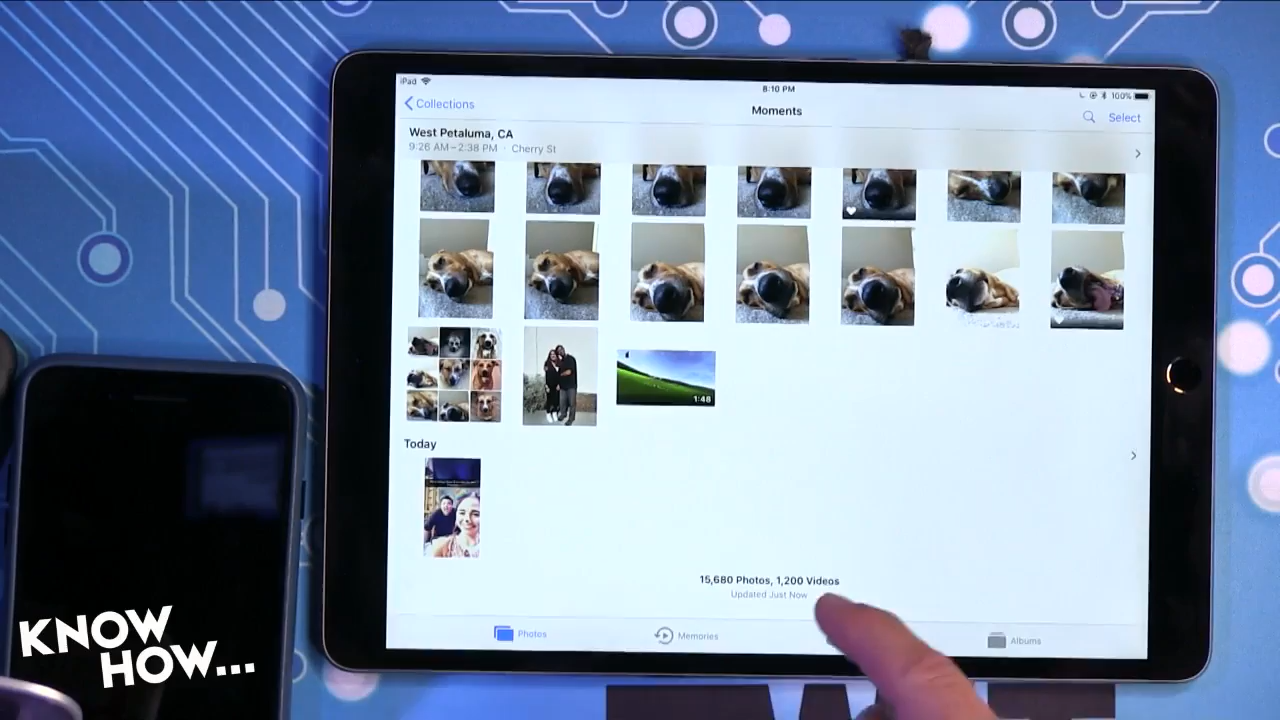 iPad
8:10 PM
100%
Collections
Moments
Select
West Petaluma, CA
9:26 AM – 2:38 PM · Cherry St
1:48
Today
15,680 Photos, 1,200 Videos
Updated Just Now
Photos
Memories
Albums
KNOW
HOW...